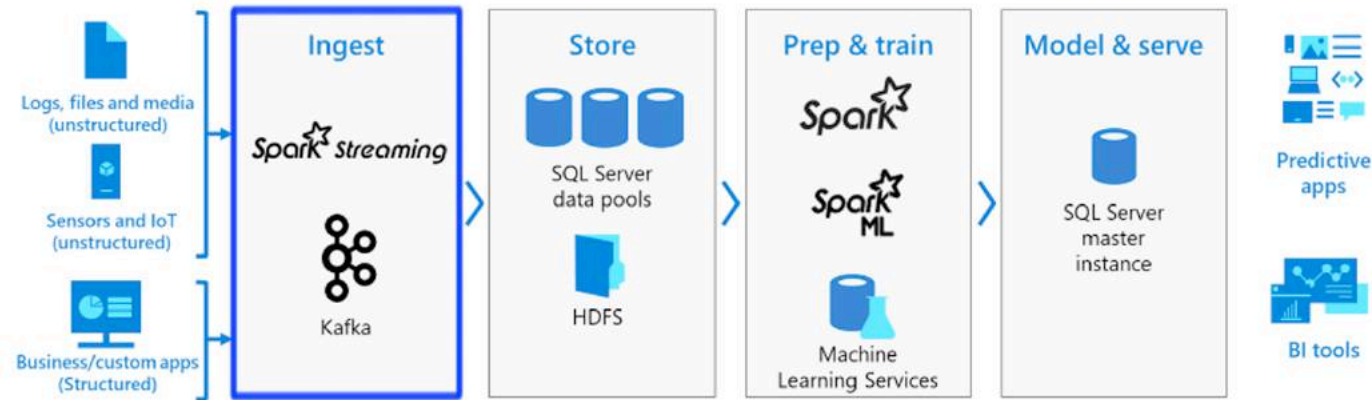 Logs, files and media
(unstructured)
Sensors and IoT
(unstructured)
Business/custom apps
(Structured)
Ingest
Spark Streaming
Kafka
Store
SQL Server
data pools
HDFS
Prep & train
Spark
Spark
ML
Machine
Learning Services
Model & serve
SQL Server
master
instance
Predictive
apps
BI tools